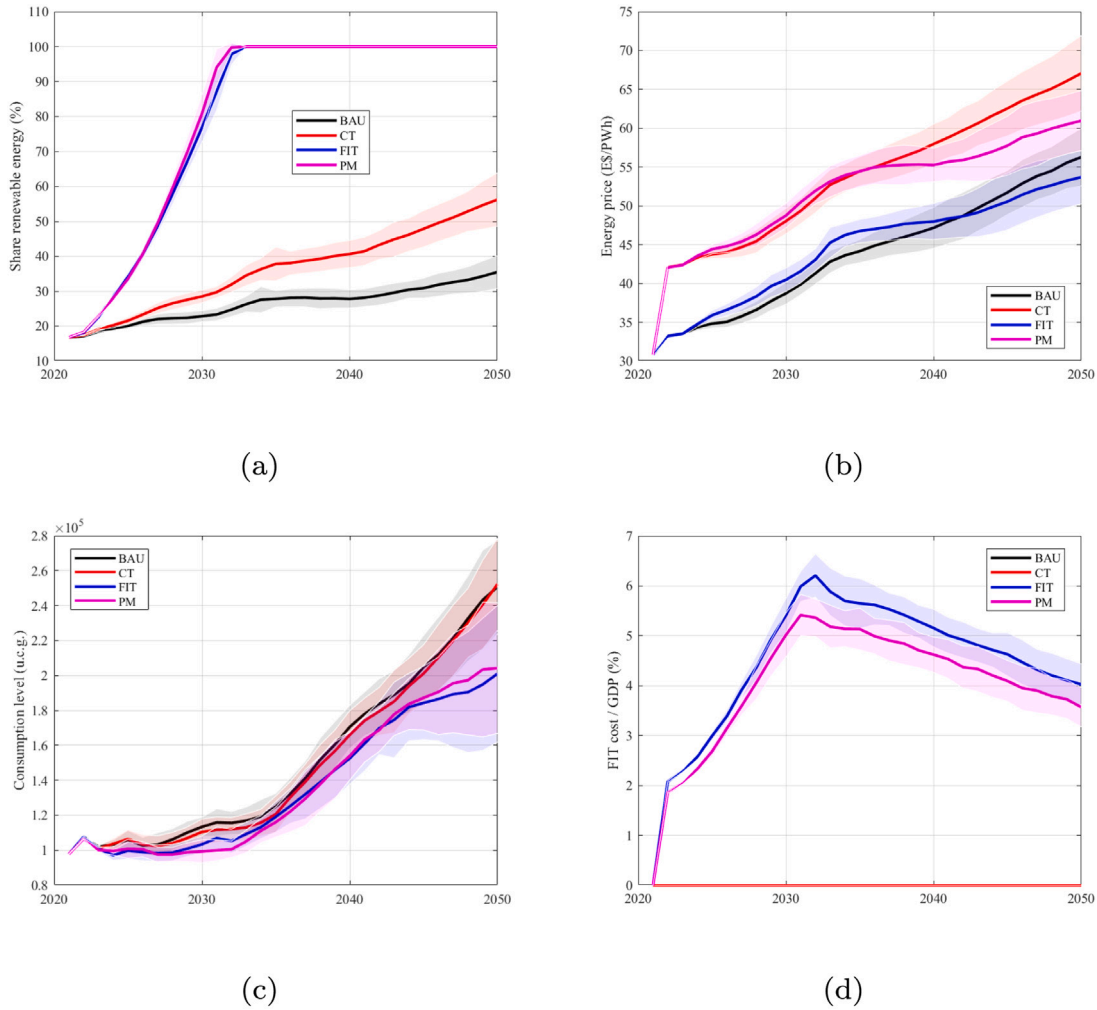 110
100
90
80
70
60
50
40
30
20
10
2020 2030 2040 2050
Share renewable energy (%)
BAU
CT
FIT
PM
(a)
75
70
65
60
55
50
45
40
35
30
2020 2030 2040 2050
Energy price (E$/PWh)
BAU
CT
FIT
PM
(b)
×10⁵
2.8
2.6
2.4
2.2
2
1.8
1.6
1.4
1.2
1
0.8
2020 2030 2040 2050
Consumption level (u.c.g.)
BAU
CT
FIT
PM
(c)
7
6
5
4
3
2
1
0
2020 2030 2040 2050
FIT cost / GDP (%)
BAU
CT
FIT
PM
(d)